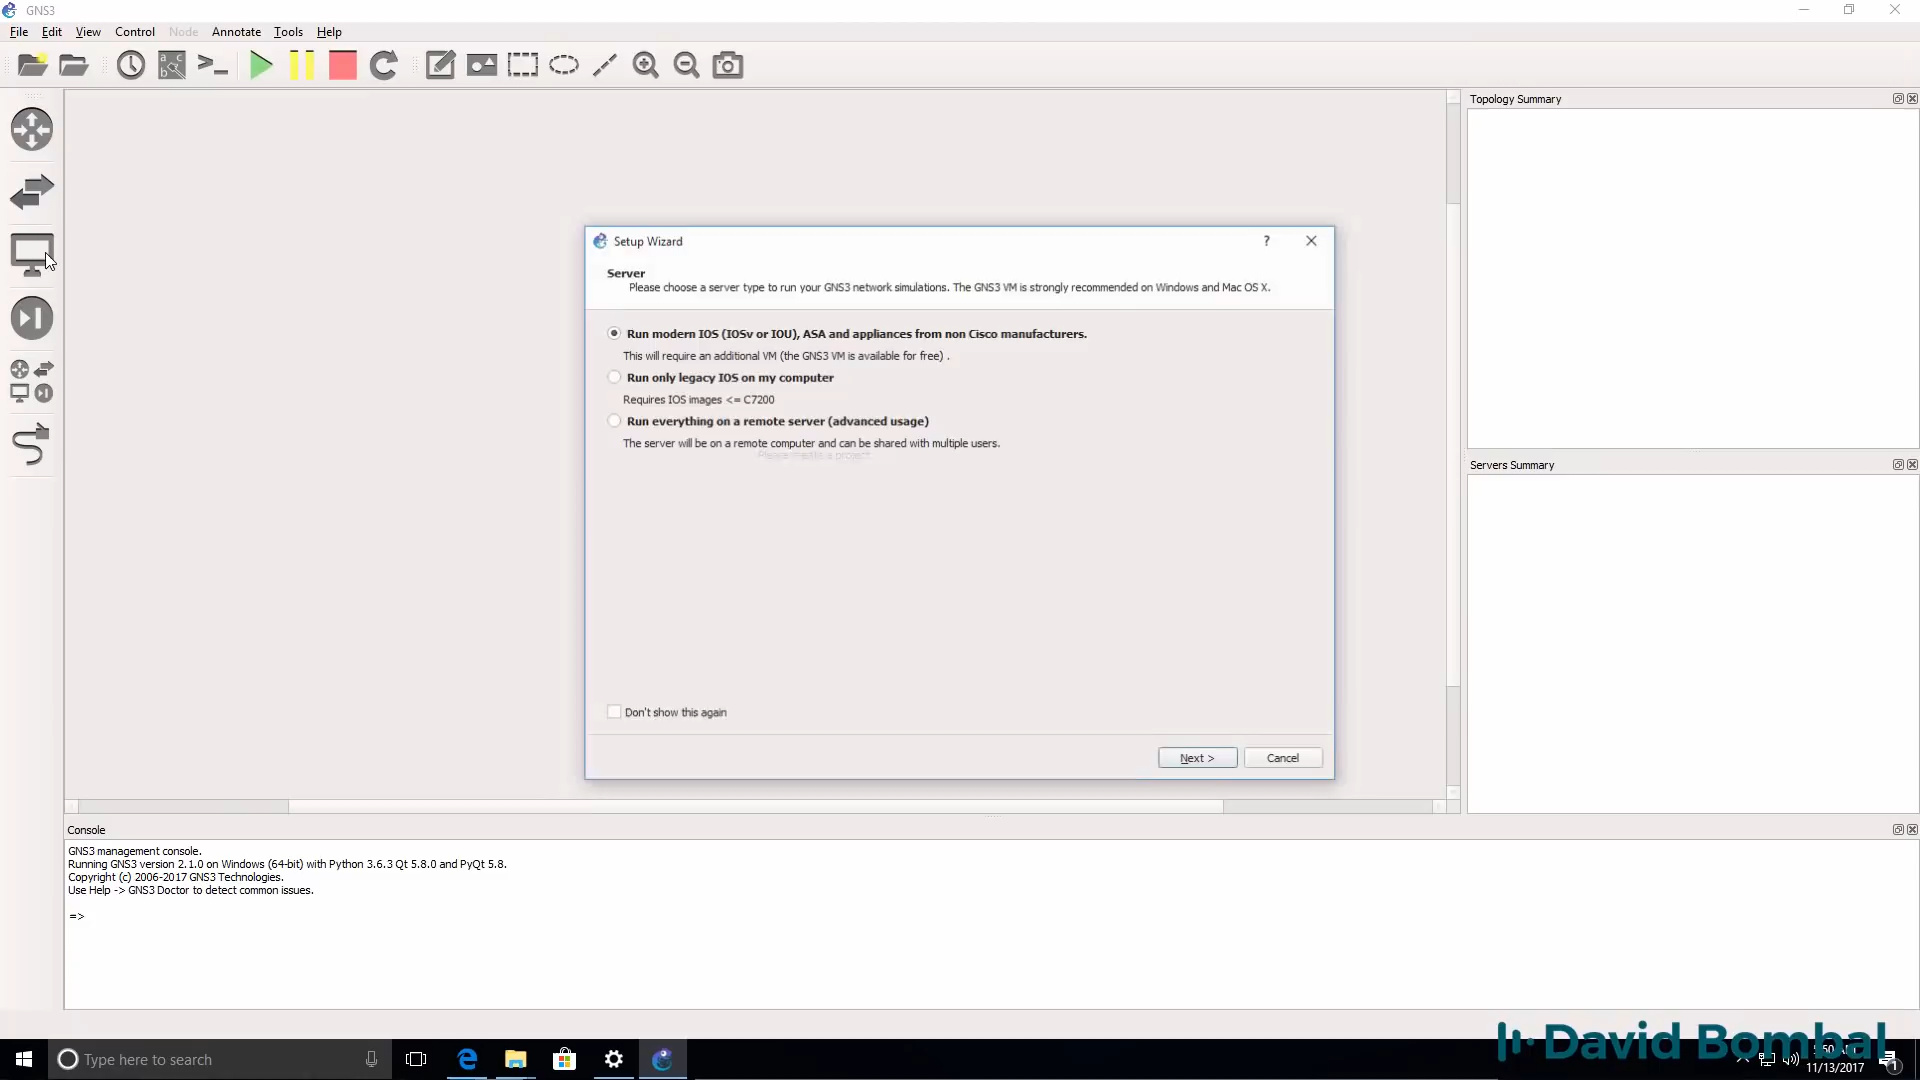 GNS3
File Edit View Control Node Annotate Tools Help
Topology Summary
Setup Wizard
?
Server
Please choose a server type to run your GNS3 network simulations. The GNS3 VM is strongly recommended on Windows and Mac OS X.
Run modern IOS (IOSv or IOU), ASA and appliances from non Cisco manufacturers.
This will require an additional VM (the GNS3 VM is available for free) .
Run only legacy IOS on my computer
Requires IOS images <= C7200
Run everything on a remote server (advanced usage)
The server will be on a remote computer and can be shared with multiple users.
Please create a project
Servers Summary
Don't show this again
Next >
Cancel
Console
GNS3 management console.
Running GNS3 version 2.1.0 on Windows (64-bit) with Python 3.6.3 Qt 5.8.0 and PyQt 5.8.
Copyright (c) 2006-2017 GNS3 Technologies.
Use Help -> GNS3 Doctor to detect common issues.
=>
David Bombal
Type here to search
11/13/2017
1